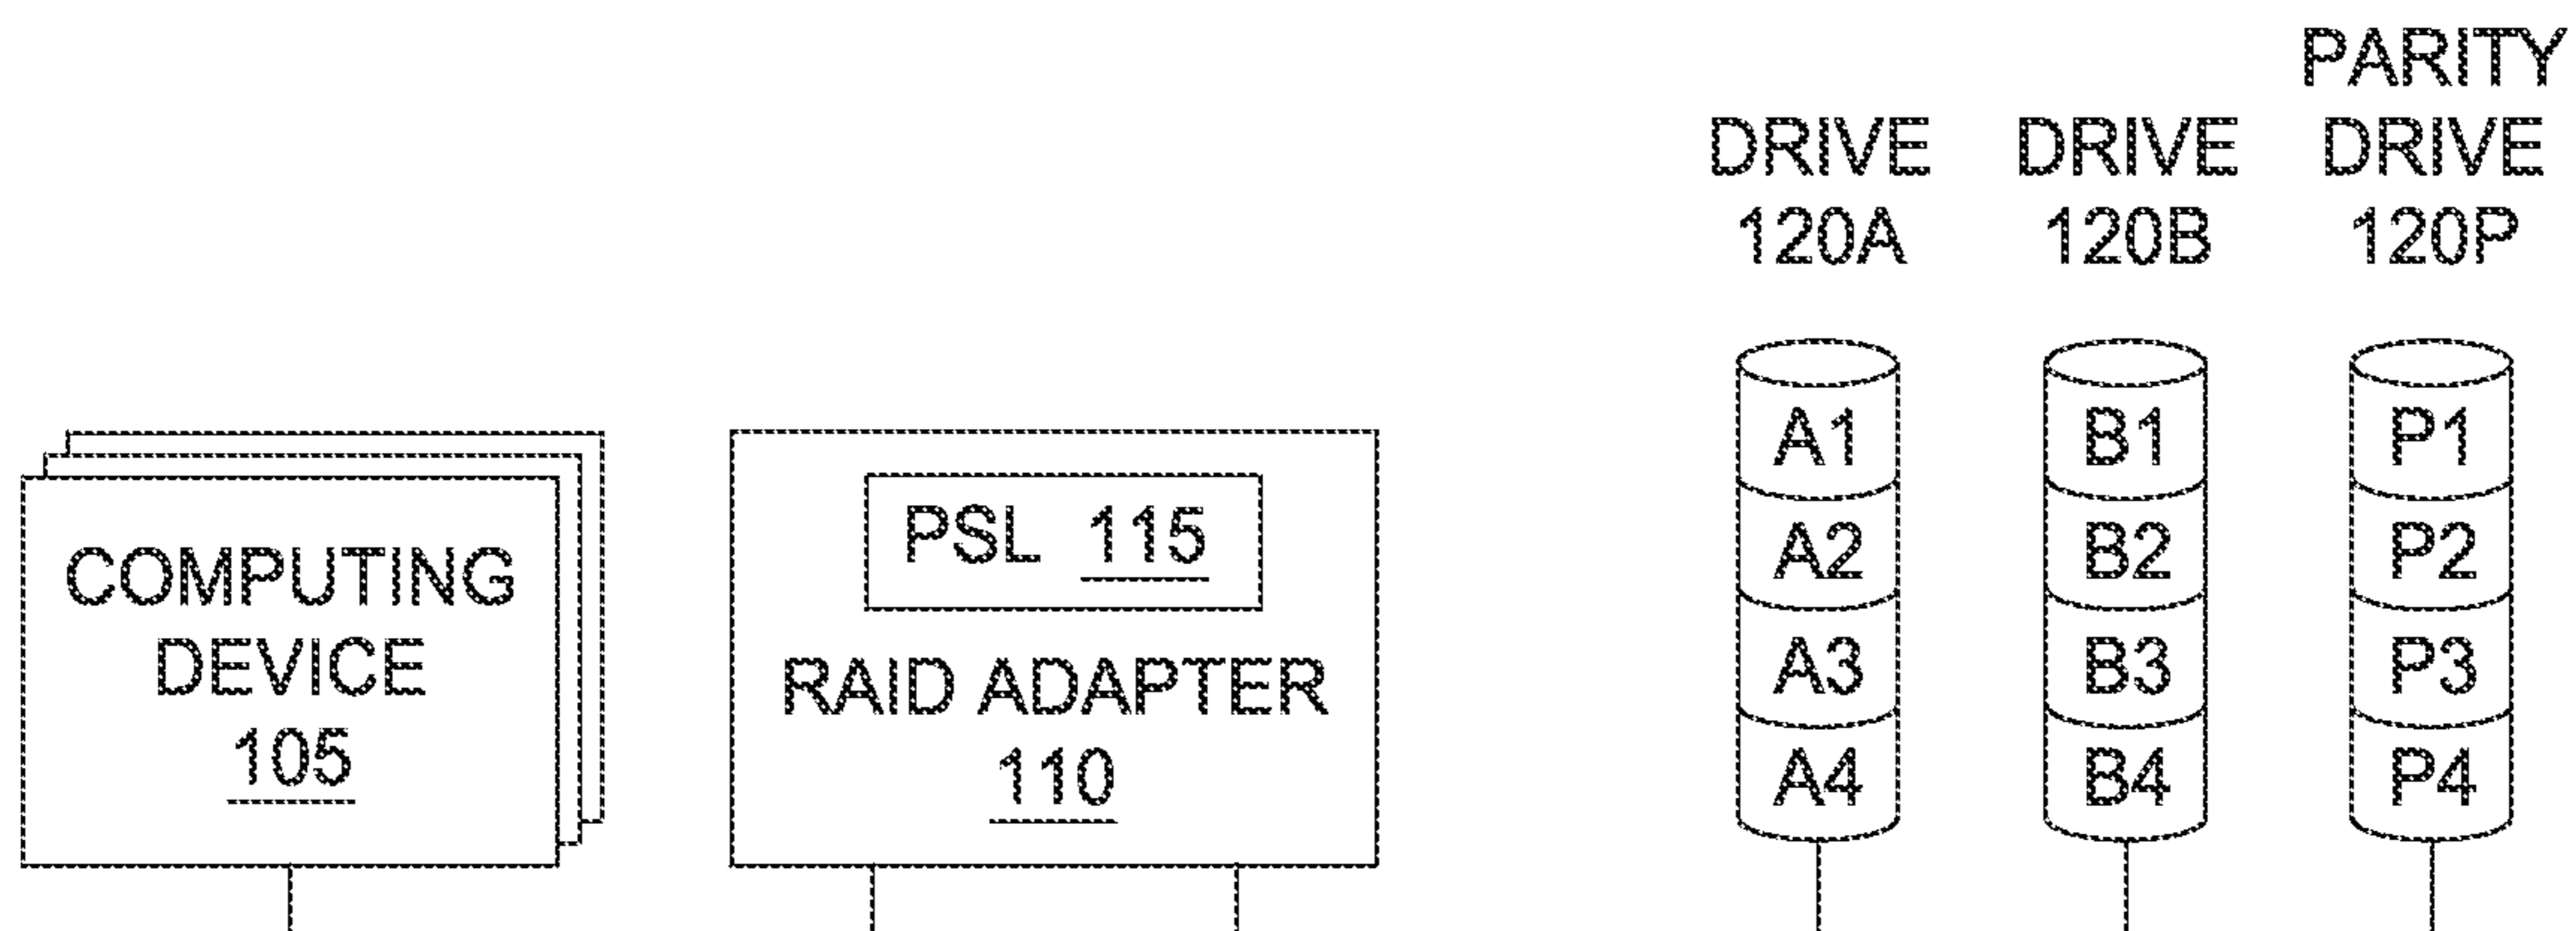 PARITY
DRIVE DRIVE DRIVE
120A 120B 120P
A1 B1 P1
PSL 115
A2 B2 P2
COMPUTING
DEVICE
105
RAID ADAPTER
110
A3 B3 P3
A4 B4 P4